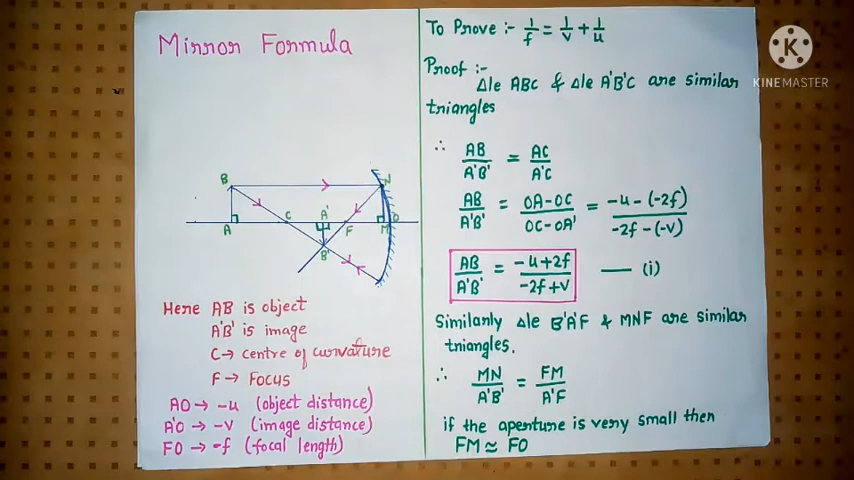 Mirror Formula
B
N
A
C
A'
F
M
O
B'
Here AB is object
A'B' is image
C → centre of curvature
F → Focus
AO → -u (object distance)
A'O → -v (image distance)
FO → -f (focal length)
To Prove :- 1/f = 1/v + 1/u
Proof :-
Δle ABC & Δle A'B'C are similar
triangles
∴ AB/A'B' = AC/A'C
AB/A'B' = OA-OC/OC-OA' = -u-(-2f)/-2f-(-v)
AB/A'B' = -u+2f/-2f+v — (i)
Similarly Δle B'A'F & MNF are similar
triangles.
∴ MN/A'B' = FM/A'F
if the aperture is very small then
FM ≃ FO
K
KINEMASTER